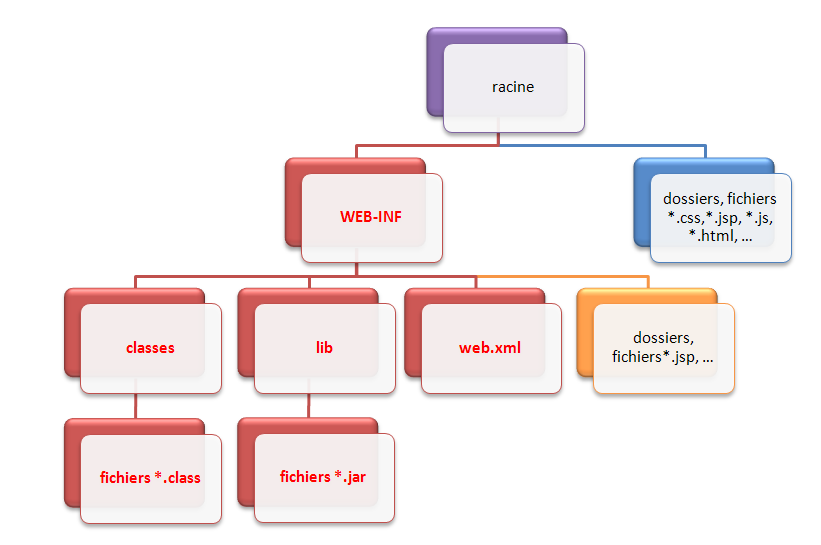 racine
WEB-INF
dossiers, fichiers
*.css,*.jsp, *.js,
*.html, ...
classes
lib
web.xml
dossiers,
fichiers*.jsp, ...
fichiers *.class
fichiers *.jar